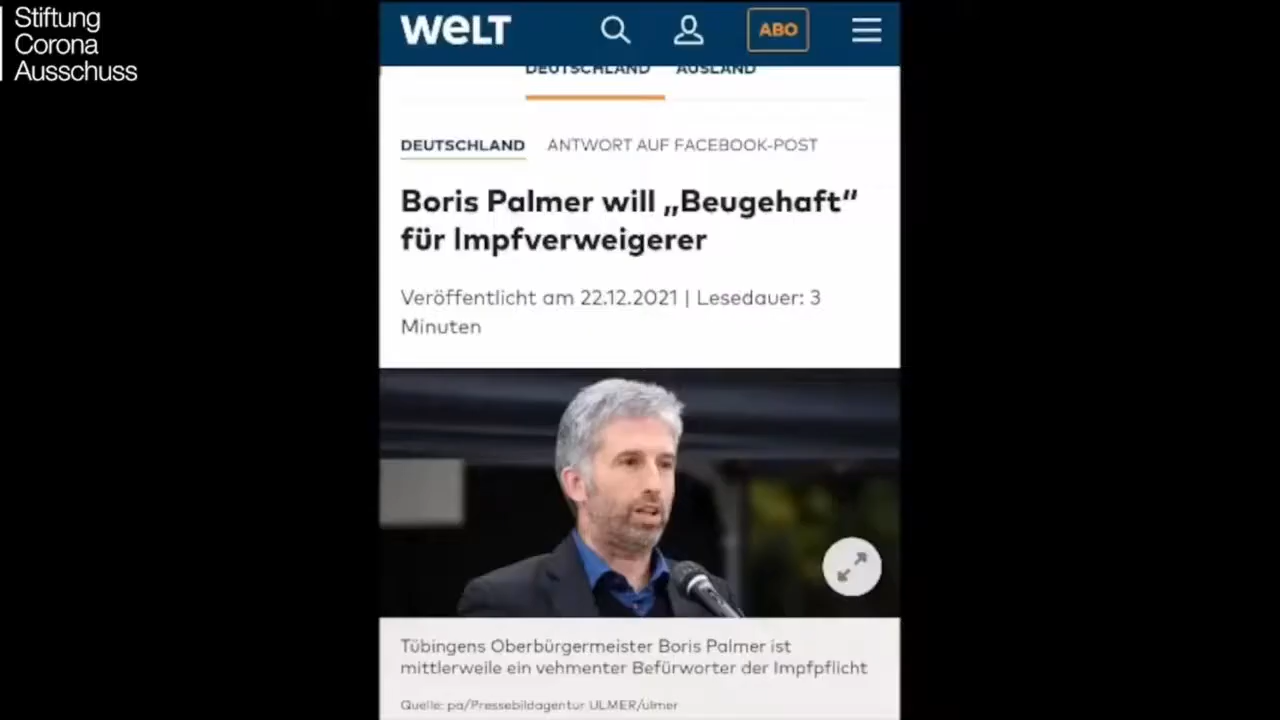 Stiftung
Corona
Ausschuss
WELT
ABO
DEUTSCHLAND AUSLAND
DEUTSCHLAND ANTWORT AUF FACEBOOK-POST
Boris Palmer will „Beugehaft“
für Impfverweigerer
Veröffentlicht am 22.12.2021 | Lesedauer: 3
Minuten
Tübingens Oberbürgermeister Boris Palmer ist
mittlerweile ein vehmenter Befürworter der Impfpflicht
Quelle: pa/Pressebildagentur ULMER/ulmer